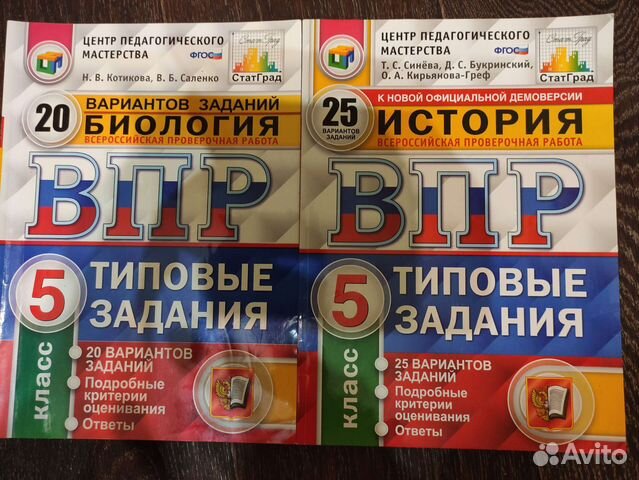 ЦЕНТР ПЕДАГОГИЧЕСКОГО
МАСТЕРСТВА
ФГОС
СтатГрад
Н. В. Котикова, В. Б. Саленко
20
ВАРИАНТОВ ЗАДАНИЙ
БИОЛОГИЯ
ВСЕРОССИЙСКАЯ ПРОВЕРОЧНАЯ РАБОТА
ВПР
5
класс
ТИПОВЫЕ
ЗАДАНИЯ
20 ВАРИАНТОВ
ЗАДАНИЙ
Подробные
критерии
оценивания
Ответы
ЦЕНТР ПЕДАГОГИЧЕСКОГО
МАСТЕРСТВА
ФГОС
СтатГрад
Т. С. Синёва, Д. С. Букринский,
О. А. Кирьянова-Греф
25
ВАРИАНТОВ
ЗАДАНИЙ
К НОВОЙ ОФИЦИАЛЬНОЙ ДЕМОВЕРСИИ
ИСТОРИЯ
ВСЕРОССИЙСКАЯ ПРОВЕРОЧНАЯ РАБОТА
ВПР
5
класс
ТИПОВЫЕ
ЗАДАНИЯ
25 ВАРИАНТОВ
ЗАДАНИЙ
Подробные
критерии
оценивания
Ответы
Avito